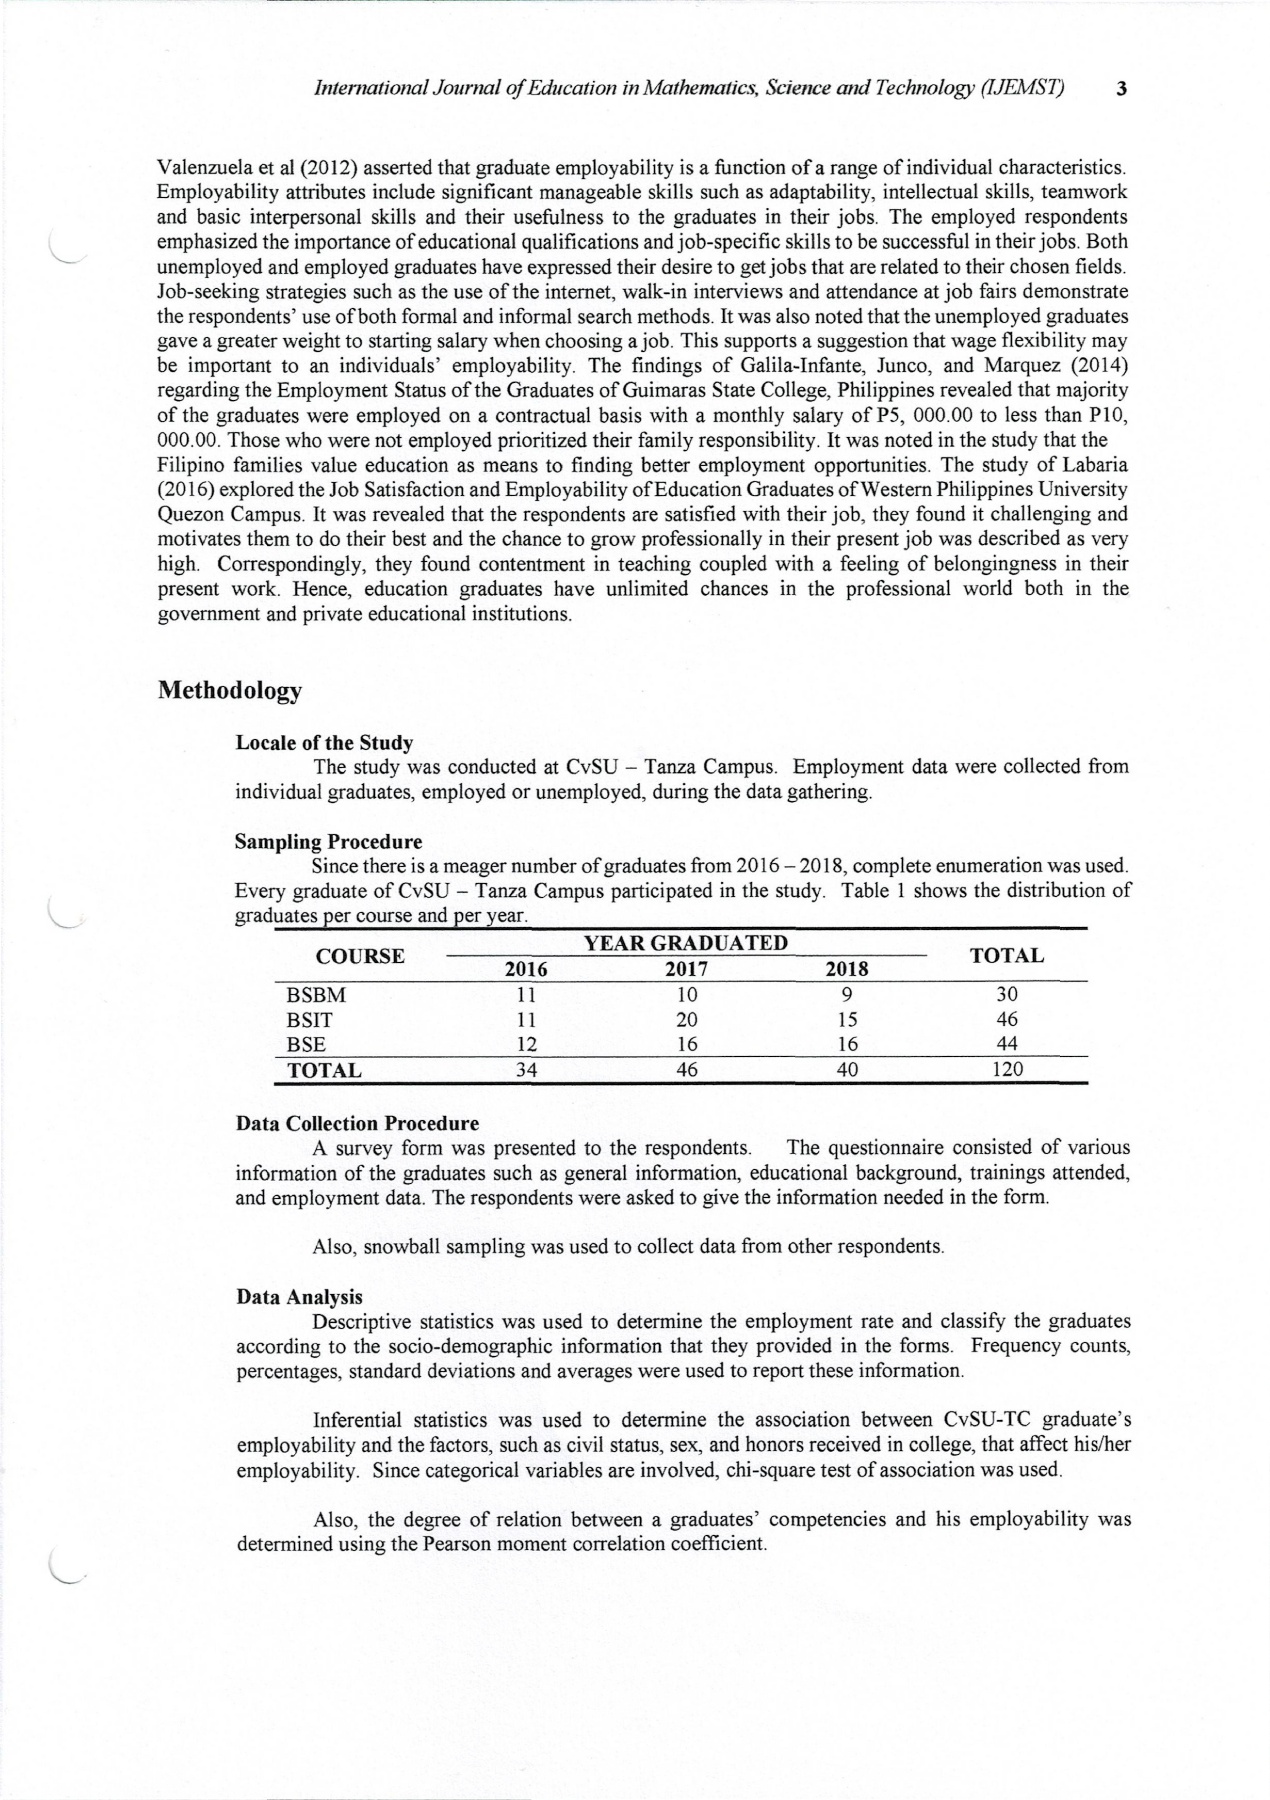 International Journal of Education in Mathematics, Science and Technology (IJEMST) 3
Valenzuela et al (2012) asserted that graduate employability is a function of a range of individual characteristics.
Employability attributes include significant manageable skills such as adaptability, intellectual skills, teamwork
and basic interpersonal skills and their usefulness to the graduates in their jobs. The employed respondents
emphasized the importance of educational qualifications and job-specific skills to be successful in their jobs. Both
unemployed and employed graduates have expressed their desire to get jobs that are related to their chosen fields.
Job-seeking strategies such as the use of the internet, walk-in interviews and attendance at job fairs demonstrate
the respondents' use of both formal and informal search methods. It was also noted that the unemployed graduates
gave a greater weight to starting salary when choosing a job. This supports a suggestion that wage flexibility may
be important to an individuals' employability. The findings of Galila-Infante, Junco, and Marquez (2014)
regarding the Employment Status of the Graduates of Guimaras State College, Philippines revealed that majority
of the graduates were employed on a contractual basis with a monthly salary of P5, 000.00 to less than P10,
000.00. Those who were not employed prioritized their family responsibility. It was noted in the study that the
Filipino families value education as means to finding better employment opportunities. The study of Labaria
(2016) explored the Job Satisfaction and Employability of Education Graduates of Western Philippines University
Quezon Campus. It was revealed that the respondents are satisfied with their job, they found it challenging and
motivates them to do their best and the chance to grow professionally in their present job was described as very
high. Correspondingly, they found contentment in teaching coupled with a feeling of belongingness in their
present work. Hence, education graduates have unlimited chances in the professional world both in the
government and private educational institutions.
Methodology
Locale of the Study
The study was conducted at CvSU – Tanza Campus. Employment data were collected from
individual graduates, employed or unemployed, during the data gathering.
Sampling Procedure
Since there is a meager number of graduates from 2016 – 2018, complete enumeration was used.
Every graduate of CvSU – Tanza Campus participated in the study. Table 1 shows the distribution of
graduates per course and per year.
COURSE YEAR GRADUATED TOTAL
2016 2017 2018
BSBM 11 10 9 30
BSIT 11 20 15 46
BSE 12 16 16 44
TOTAL 34 46 40 120
Data Collection Procedure
A survey form was presented to the respondents. The questionnaire consisted of various
information of the graduates such as general information, educational background, trainings attended,
and employment data. The respondents were asked to give the information needed in the form.
Also, snowball sampling was used to collect data from other respondents.
Data Analysis
Descriptive statistics was used to determine the employment rate and classify the graduates
according to the socio-demographic information that they provided in the forms. Frequency counts,
percentages, standard deviations and averages were used to report these information.
Inferential statistics was used to determine the association between CvSU-TC graduate's
employability and the factors, such as civil status, sex, and honors received in college, that affect his/her
employability. Since categorical variables are involved, chi-square test of association was used.
Also, the degree of relation between a graduates' competencies and his employability was
determined using the Pearson moment correlation coefficient.